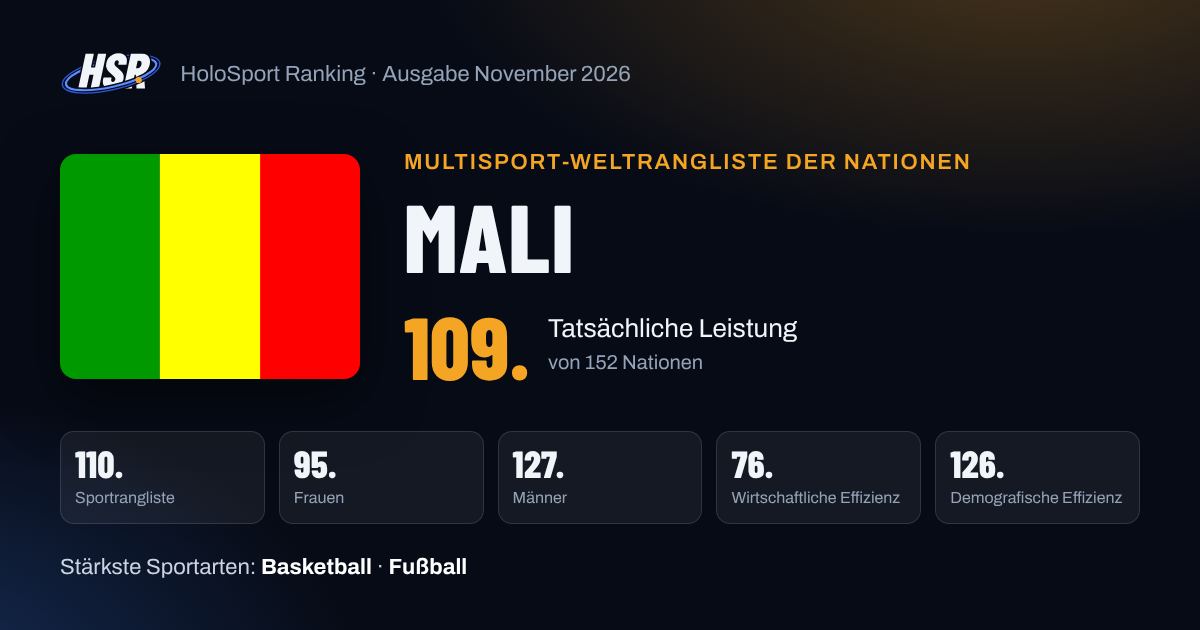 HSR HoloSport Ranking · Ausgabe November 2026
MULTISPORT-WELTRANGLISTE DER NATIONEN
MALI
109. Tatsächliche Leistung
von 152 Nationen
110. 95. 127. 76. 126.
Sportrangliste Frauen Männer Wirtschaftliche Effizienz Demografische Effizienz
Stärkste Sportarten: Basketball · Fußball